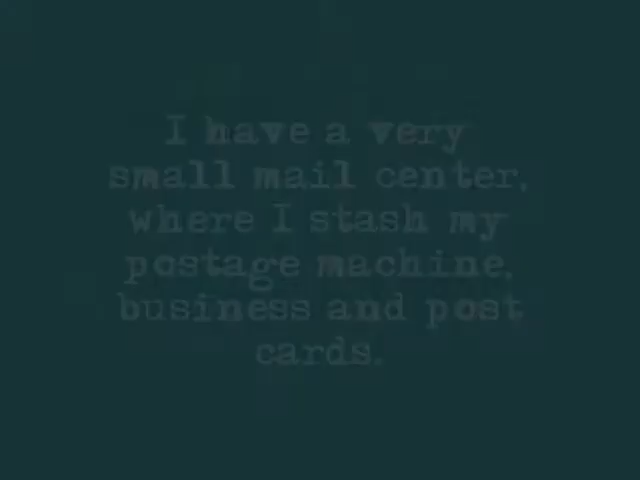 I have a very
small mail center,
where I stash my
postage machine,
business and post
cards.